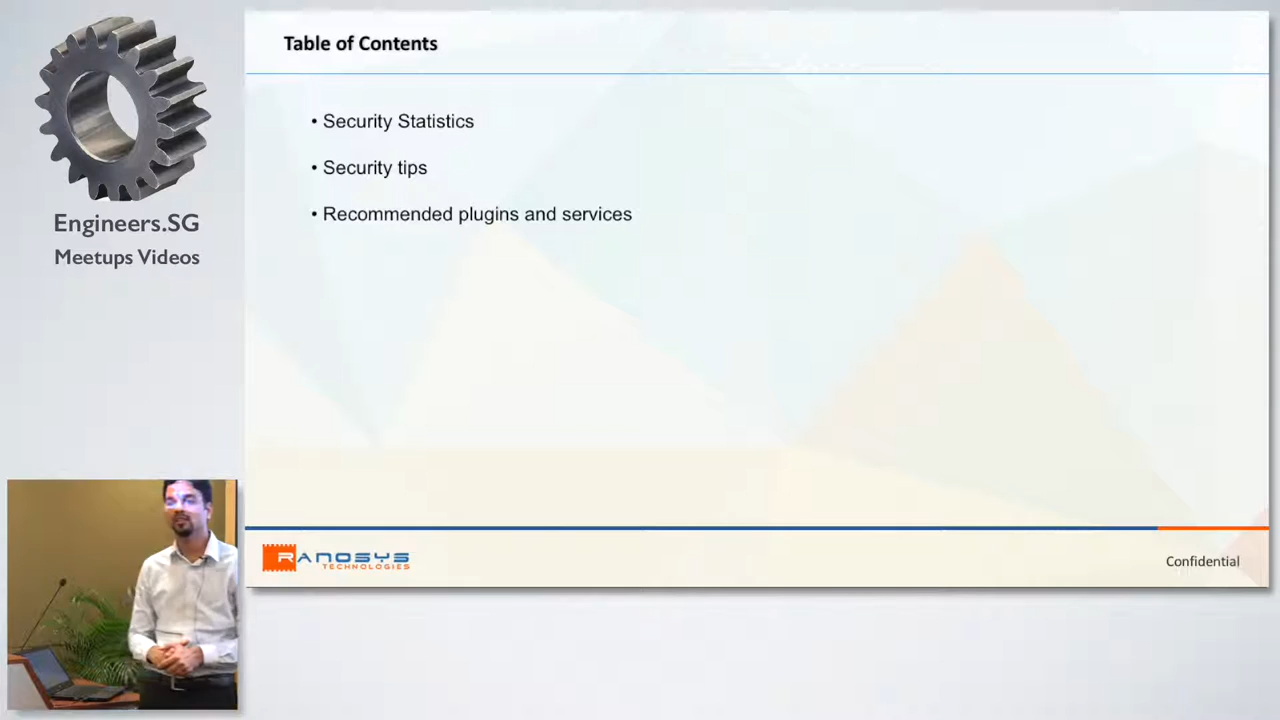 Engineers.SG
Meetups Videos
Table of Contents
• Security Statistics
• Security tips
• Recommended plugins and services
RANOSYS
TECHNOLOGIES
Confidential